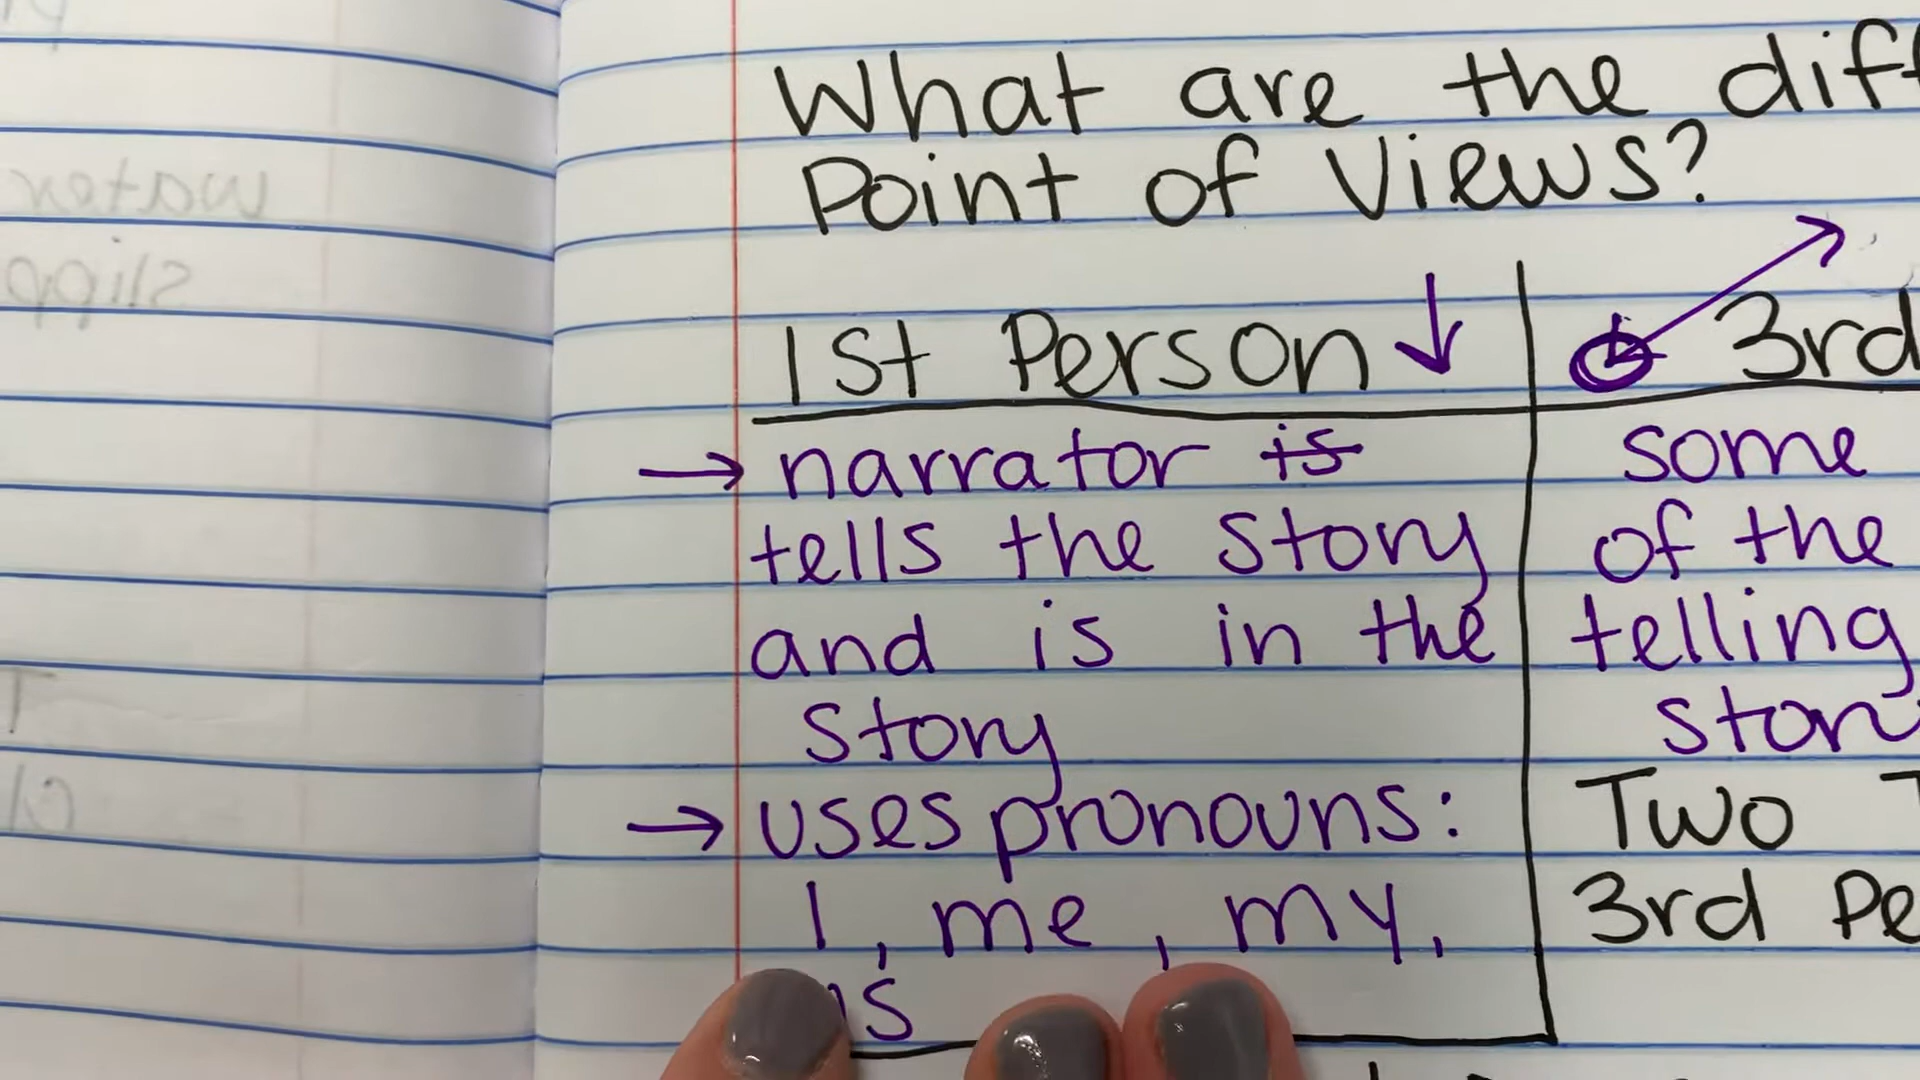 What are the diff
Point of Views?
1st Person
3rd
narrator is
tells the story
and is in the
story
uses pronouns:
I, me, my,
some
of the
telling
Two
3rd Pe